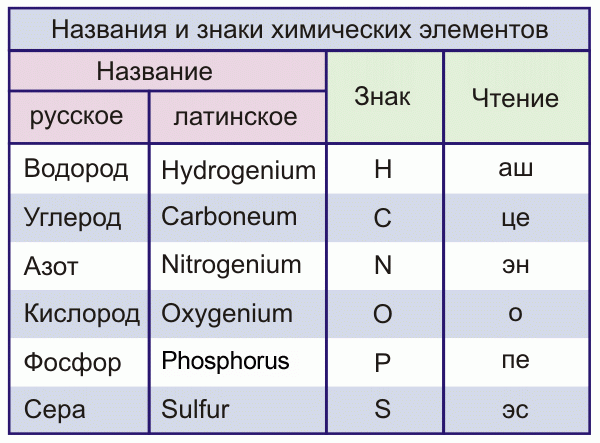 Названия и знаки химических элементов
Название Знак Чтение
русское латинское
Водород Hydrogenium H аш
Углерод Carboneum C це
Азот Nitrogenium N эн
Кислород Oxygenium O о
Фосфор Phosphorus P пе
Сера Sulfur S эс